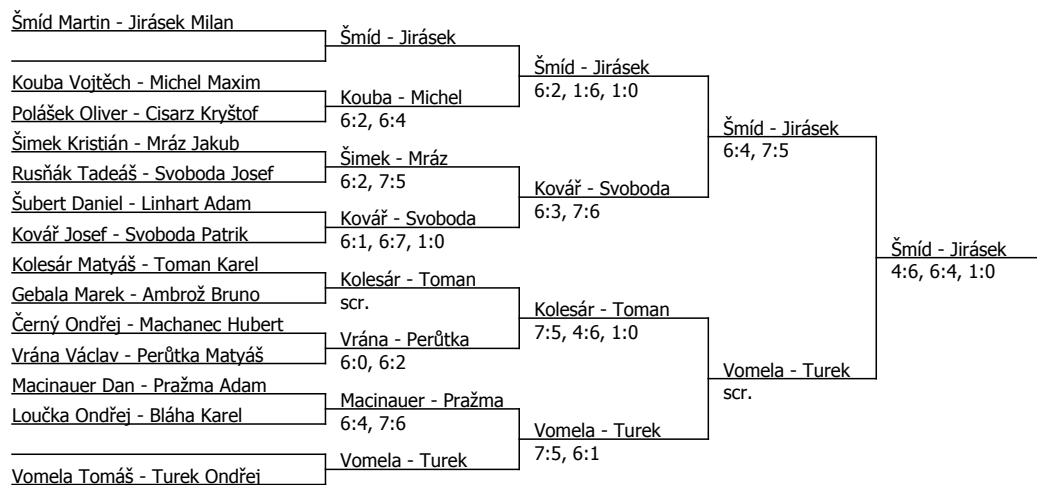 Šmíd Martin - Jirásek Milan
Kouba Vojtěch - Michel Maxim
Polášek Oliver - Cisarz Kryštof
Šimek Kristián - Mráz Jakub
Rusňák Tadeáš - Svoboda Josef
Šubert Daniel - Linhart Adam
Kovář Josef - Svoboda Patrik
Kolesár Matyáš - Toman Karel
Gebala Marek - Ambrož Bruno
Černý Ondřej - Machanec Hubert
Vrána Václav - Perůtka Matyáš
Macinauer Dan - Pražma Adam
Loučka Ondřej - Bláha Karel
Vomela Tomáš - Turek Ondřej
Šmíd - Jirásek
Kouba - Michel
6:2, 6:4
Šimek - Mráz
6:2, 7:5
Kovář - Svoboda
6:1, 6:7, 1:0
Kolesár - Toman
scr.
Vrána - Perůtka
6:0, 6:2
Macinauer - Pražma
6:4, 7:6
Vomela - Turek
Šmíd - Jirásek
6:2, 1:6, 1:0
Kovář - Svoboda
6:3, 7:6
Kolesár - Toman
7:5, 4:6, 1:0
Vomela - Turek
7:5, 6:1
Šmíd - Jirásek
6:4, 7:5
Vomela - Turek
scr.
Šmíd - Jirásek
4:6, 6:4, 1:0